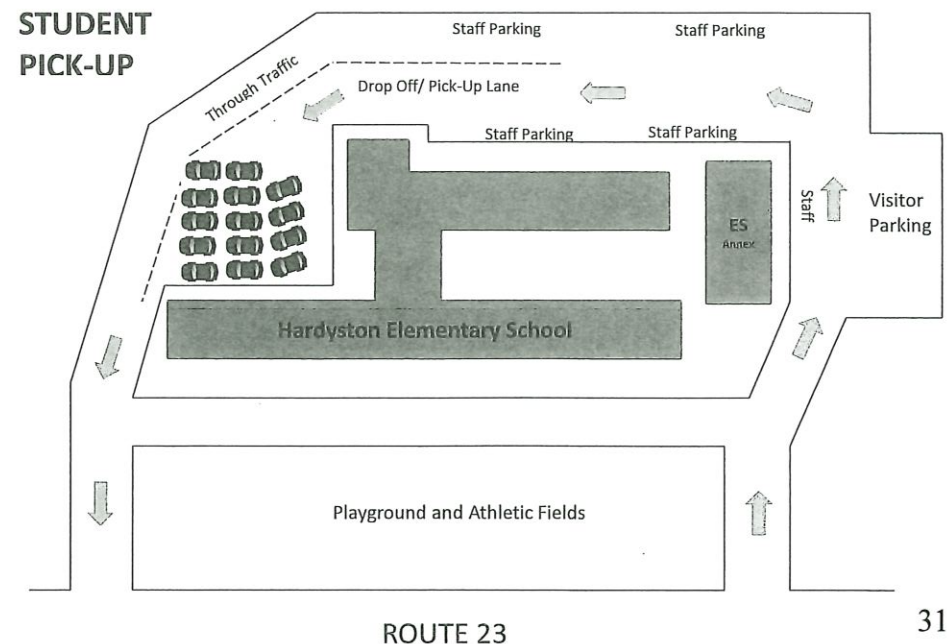 STUDENT
PICK-UP
Staff Parking
Staff Parking
Through Traffic
Drop Off/ Pick-Up Lane
Staff Parking
Staff Parking
Staff
Visitor
Parking
ES
Annex
Hardyston Elementary School
Playground and Athletic Fields
ROUTE 23
31